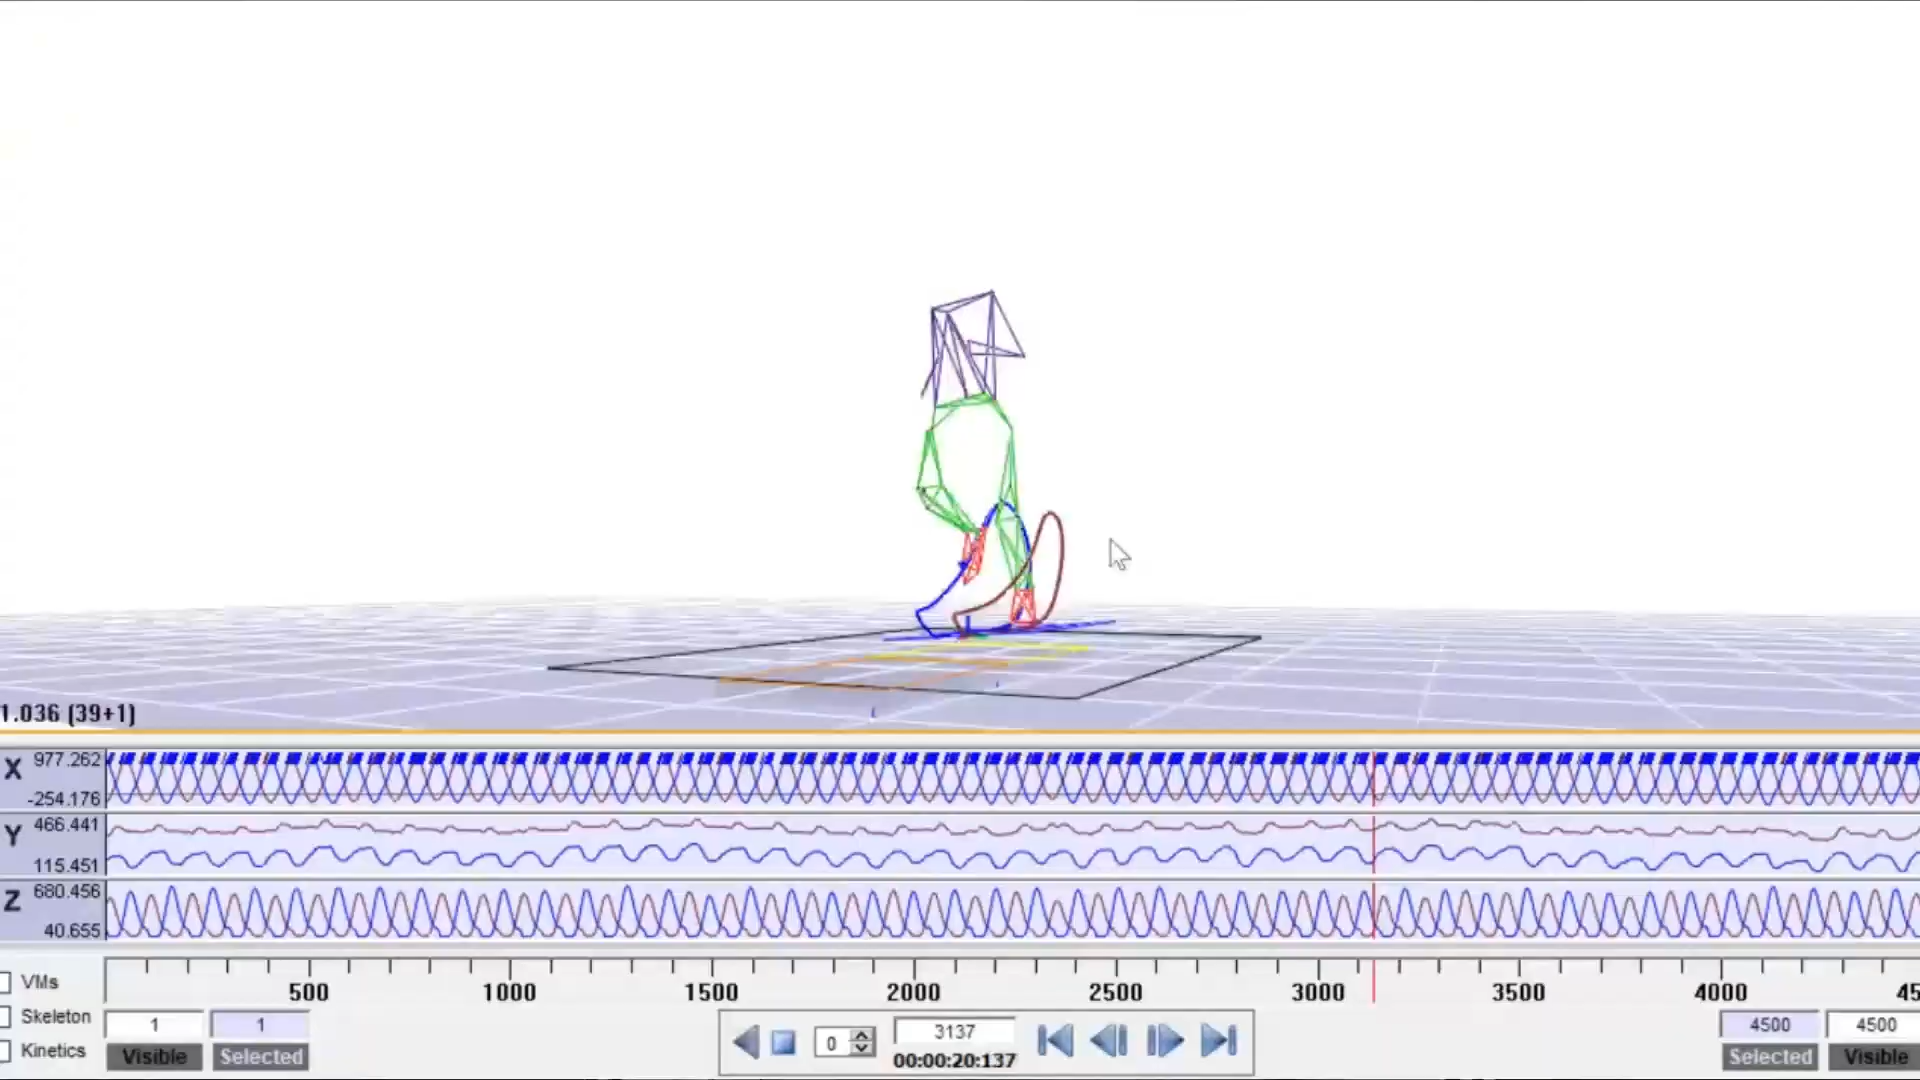 1.036 (39+1)
X 977.262
-254.176
Y 466.441
115.451
Z 680.456
40.655
VMs
500 1000 1500 2000 2500 3000 3500 4000 45
Skeleton 1 1 3137 4500 4500
Kinetics 0
Visible Selected 00:00:20:137 Selected Visible